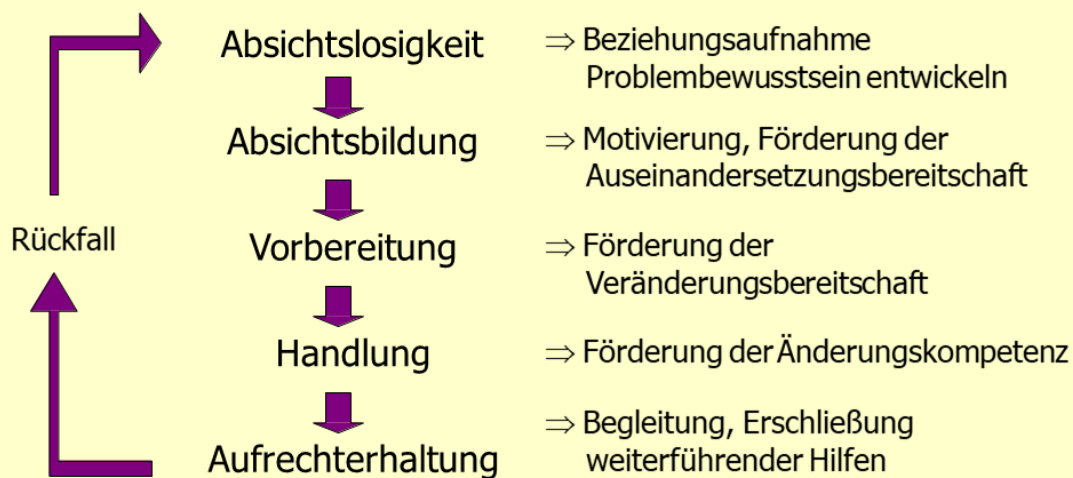 Absichtslosigkeit
⇒ Beziehungsaufnahme
Problembewusstsein entwickeln
Absichtsbildung
⇒ Motivierung, Förderung der
Auseinandersetzungsbereitschaft
Rückfall
Vorbereitung
⇒ Förderung der
Veränderungsbereitschaft
Handlung
⇒ Förderung der Änderungskompetenz
Aufrechterhaltung
⇒ Begleitung, Erschließung
weiterführender Hilfen